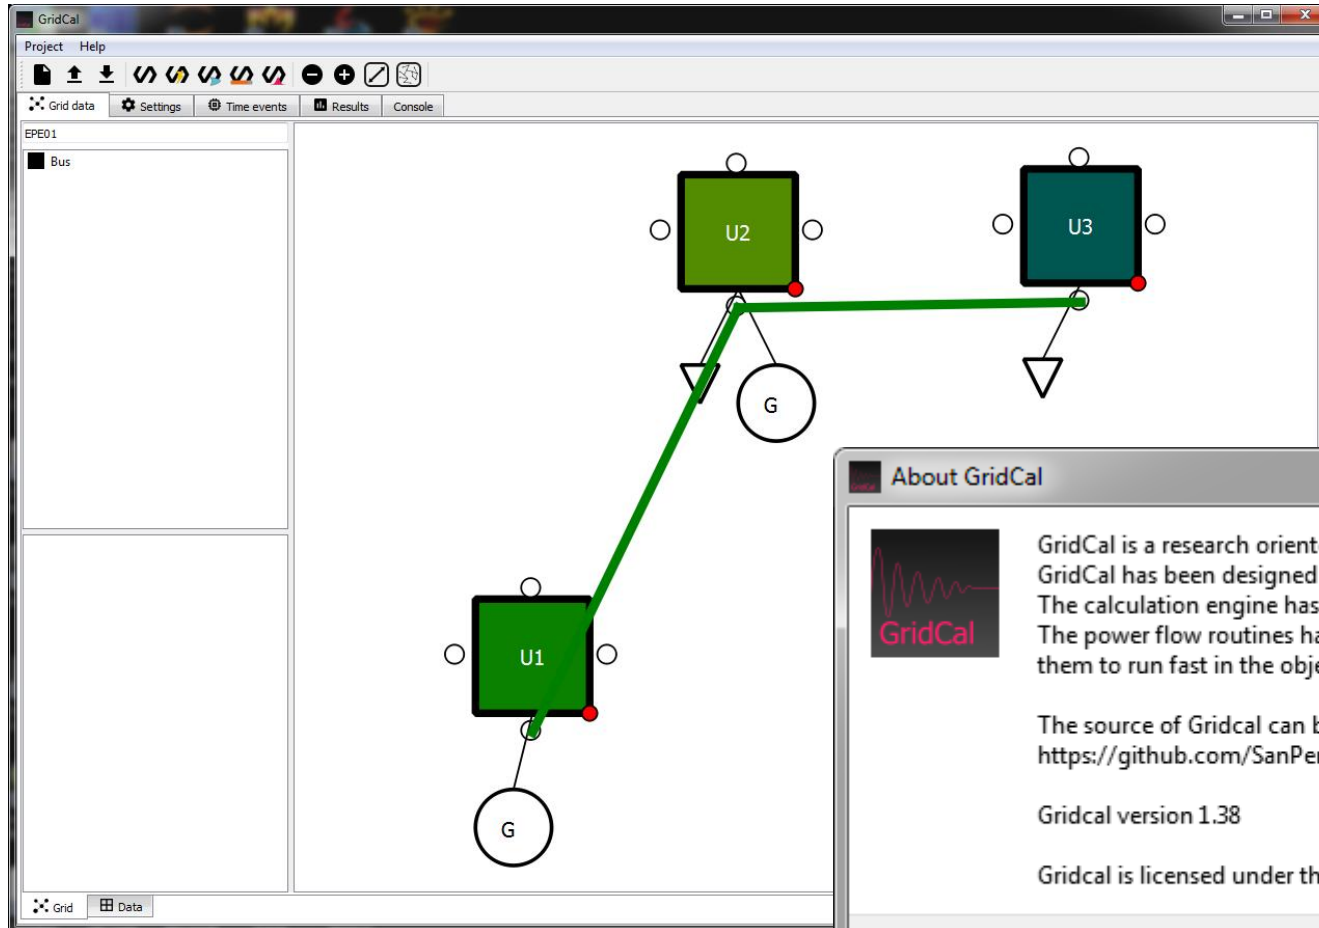 GridCal
Project Help
Grid data Settings Time events Results Console
EPE01
Bus
U2
U3
G
U1
G
About GridCal
GridCal
GridCal is a research orient
GridCal has been designed
The calculation engine has
The power flow routines ha
them to run fast in the obje
The source of Gridcal can b
https://github.com/SanPe
Gridcal version 1.38
Gridcal is licensed under th
Grid Data